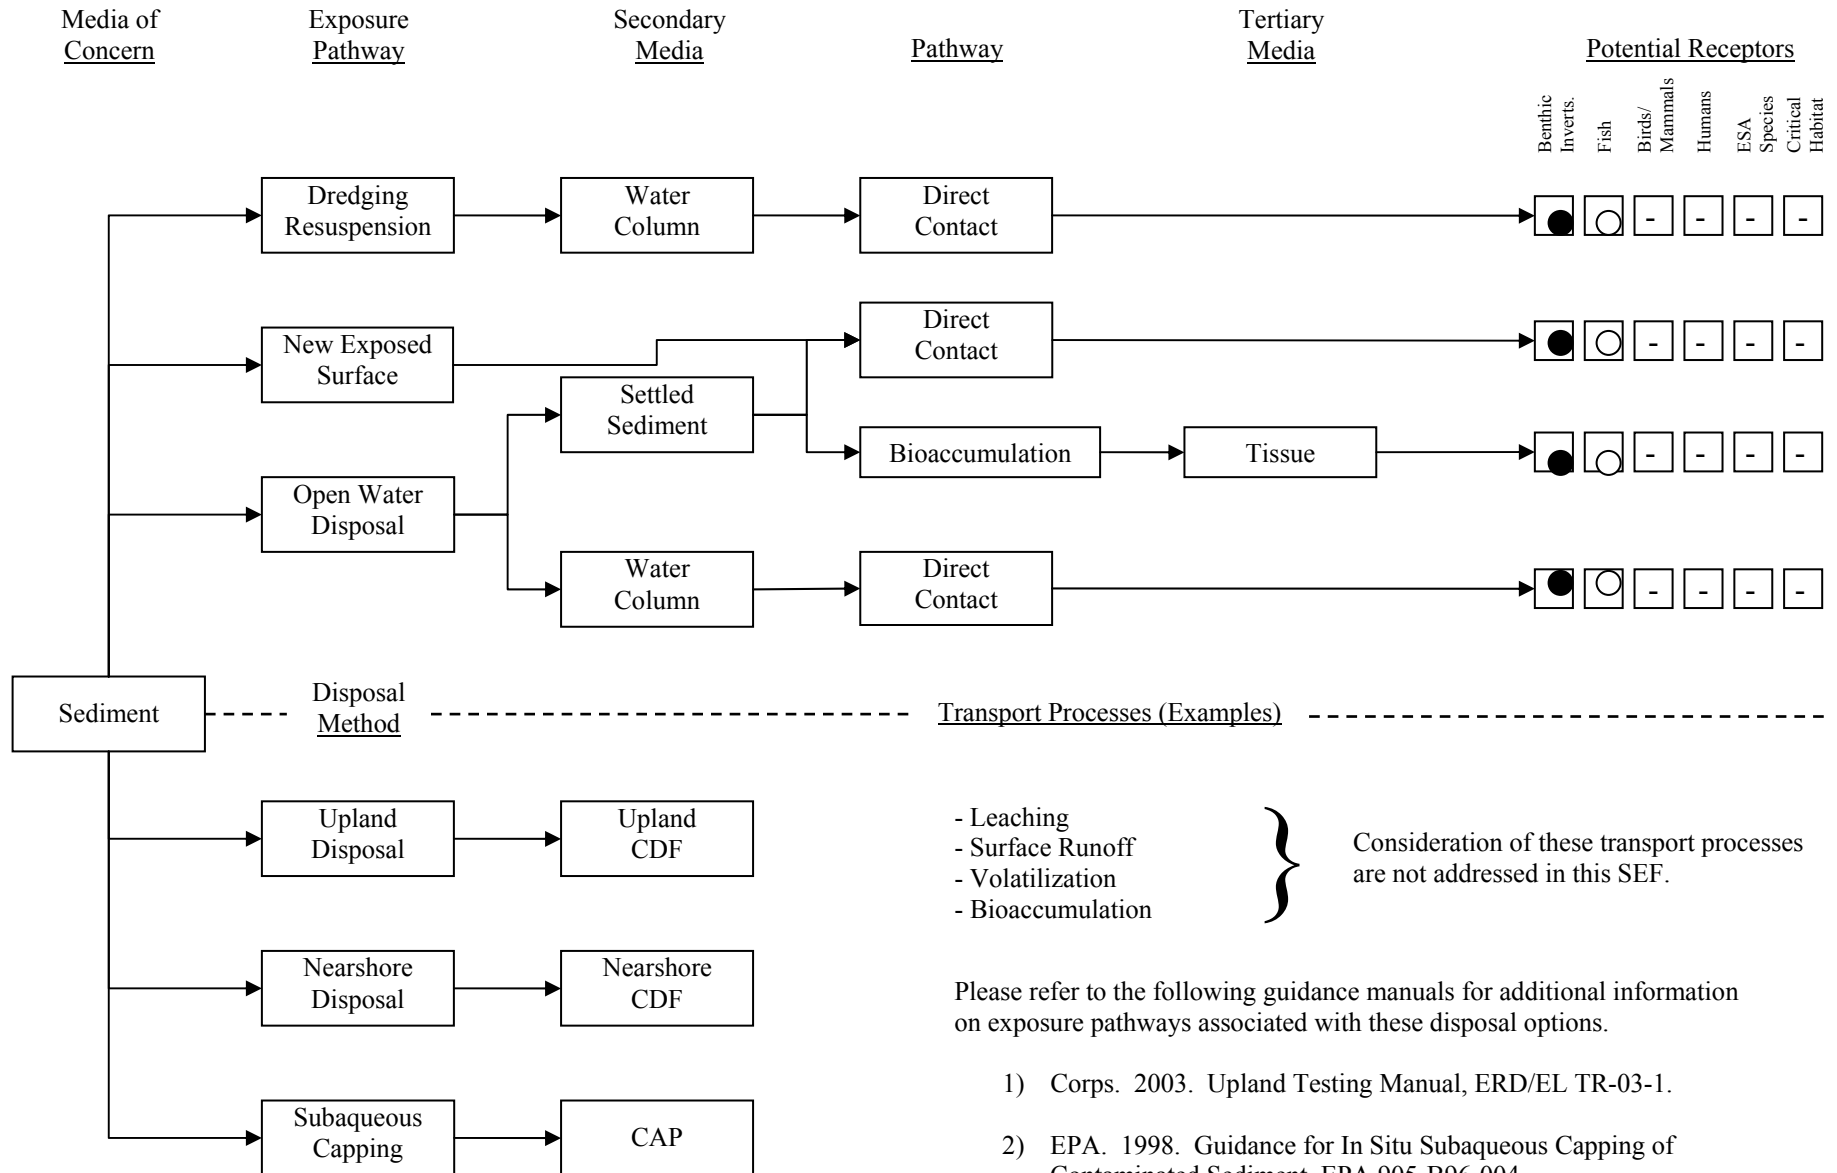 Media of
Concern
Exposure
Pathway
Secondary
Media
Pathway
Tertiary
Media
Potential Receptors
Benthic
Inverts.
Fish
Birds/
Mammals
Humans
ESA
Species
Critical
Habitat
Dredging
Resuspension
Water
Column
Direct
Contact
- - - -
New Exposed
Surface
Direct
Contact
- - - -
Settled
Sediment
Bioaccumulation
Tissue
- - - -
Open Water
Disposal
Water
Column
Direct
Contact
- - - -
Sediment
Disposal
Method
Transport Processes (Examples)
Upland
Disposal
Upland
CDF
- Leaching
- Surface Runoff
- Volatilization
- Bioaccumulation
}
Consideration of these transport processes
are not addressed in this SEF.
Nearshore
Disposal
Nearshore
CDF
Please refer to the following guidance manuals for additional information
on exposure pathways associated with these disposal options.
1) Corps. 2003. Upland Testing Manual, ERD/EL TR-03-1.
Subaqueous
Capping
CAP
2) EPA. 1998. Guidance for In Situ Subaqueous Capping of
Contaminated Sediment, EPA 905-B96-004